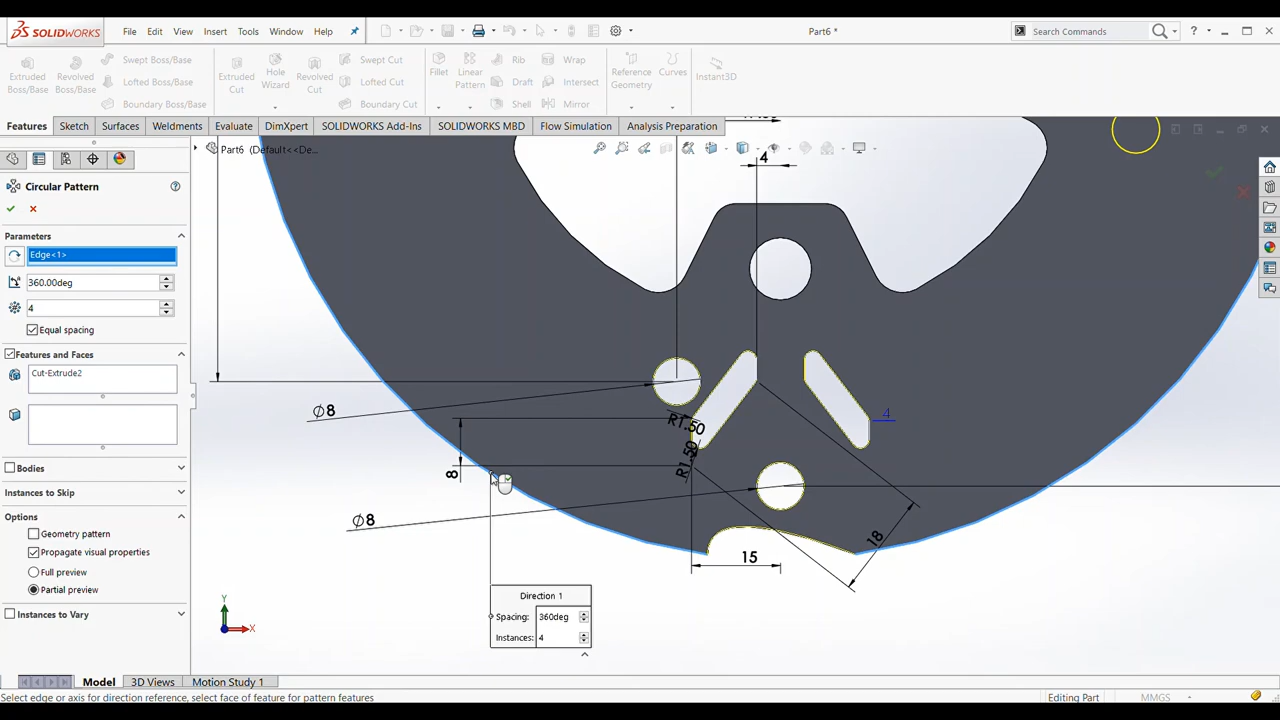 SOLIDWORKS File Edit View Insert Tools Window Help Part6 * Search Commands
Extruded Boss/Base
Revolved Boss/Base
Swept Boss/Base
Lofted Boss/Base
Boundary Boss/Base
Extruded Cut
Hole Wizard
Revolved Cut
Swept Cut
Lofted Cut
Boundary Cut
Fillet
Linear Pattern
Rib
Draft
Shell
Wrap
Intersect
Mirror
Reference Geometry
Curves
Instant3D
Features Sketch Surfaces Weldments Evaluate DimXpert SOLIDWORKS Add-Ins SOLIDWORKS MBD Flow Simulation Analysis Preparation
Part6 (Default<<De...
Circular Pattern
Parameters
Edge<1>
360.00deg
4
Equal spacing
Features and Faces
Cut-Extrude2
Bodies
Instances to Skip
Options
Geometry pattern
Propagate visual properties
Full preview
Partial preview
Instances to Vary
4
Ø8
R1.50
4
R1.50
8
Ø8
18
15
Direction 1
Spacing: 360deg
Instances: 4
Y
X
Model 3D Views Motion Study 1
Select edge or axis for direction reference, select face of feature for pattern features
Editing Part MMGS